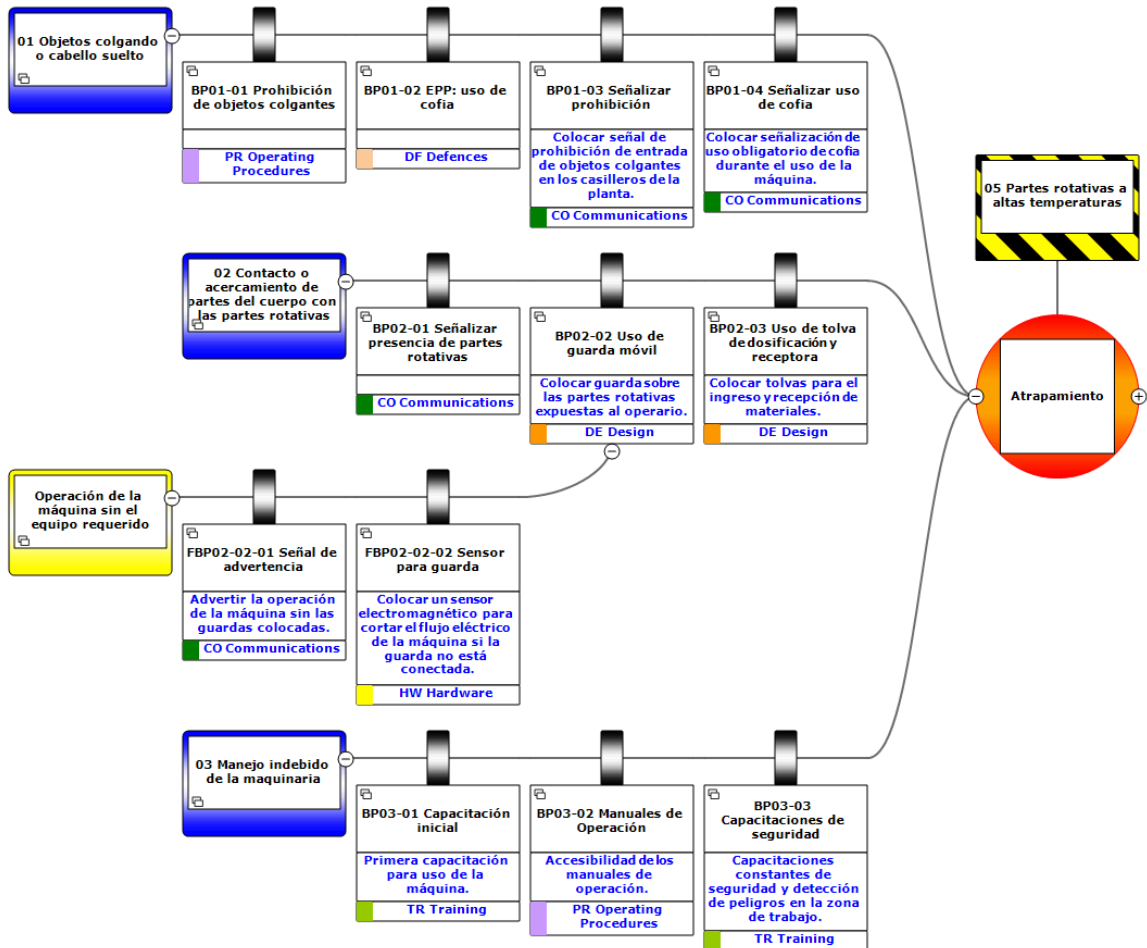 01 Objetos colgando
o cabello suelto
BP01-01 Prohibición
de objetos colgantes
PR Operating
Procedures
BP01-02 EPP: uso de
cofia
DF Defences
BP01-03 Señalizar
prohibición
Colocar señal de
prohibición de entrada
de objetos colgantes
en los casilleros de la
planta.
CO Communications
BP01-04 Señalizar uso
de cofia
Colocar señalización de
uso obligatorio de cofia
durante el uso de la
máquina.
CO Communications
05 Partes rotativas a
altas temperaturas
Atrapamiento
02 Contacto o
acercamiento de
partes del cuerpo con
las partes rotativas
BP02-01 Señalizar
presencia de partes
rotativas
CO Communications
BP02-02 Uso de
guarda móvil
Colocar guarda sobre
las partes rotativas
expuestas al operario.
DE Design
BP02-03 Uso de tolva
de dosificación y
receptora
Colocar tolvas para el
ingreso y recepción de
materiales.
DE Design
Operación de la
máquina sin el
equipo requerido
FBP02-02-01 Señal de
advertencia
Advertir la operación
de la máquina sin las
guardas colocadas.
CO Communications
FBP02-02-02 Sensor
para guarda
Colocar un sensor
electromagnético para
cortar el flujo eléctrico
de la máquina si la
guarda no está
conectada.
HW Hardware
03 Manejo indebido
de la maquinaria
BP03-01 Capacitación
inicial
Primera capacitación
para uso de la
máquina.
TR Training
BP03-02 Manuales de
Operación
Accesibilidad de los
manuales de
operación.
PR Operating
Procedures
BP03-03
Capacitaciones de
seguridad
Capacitaciones
constantes de
seguridad y detección
de peligros en la zona
de trabajo.
TR Training